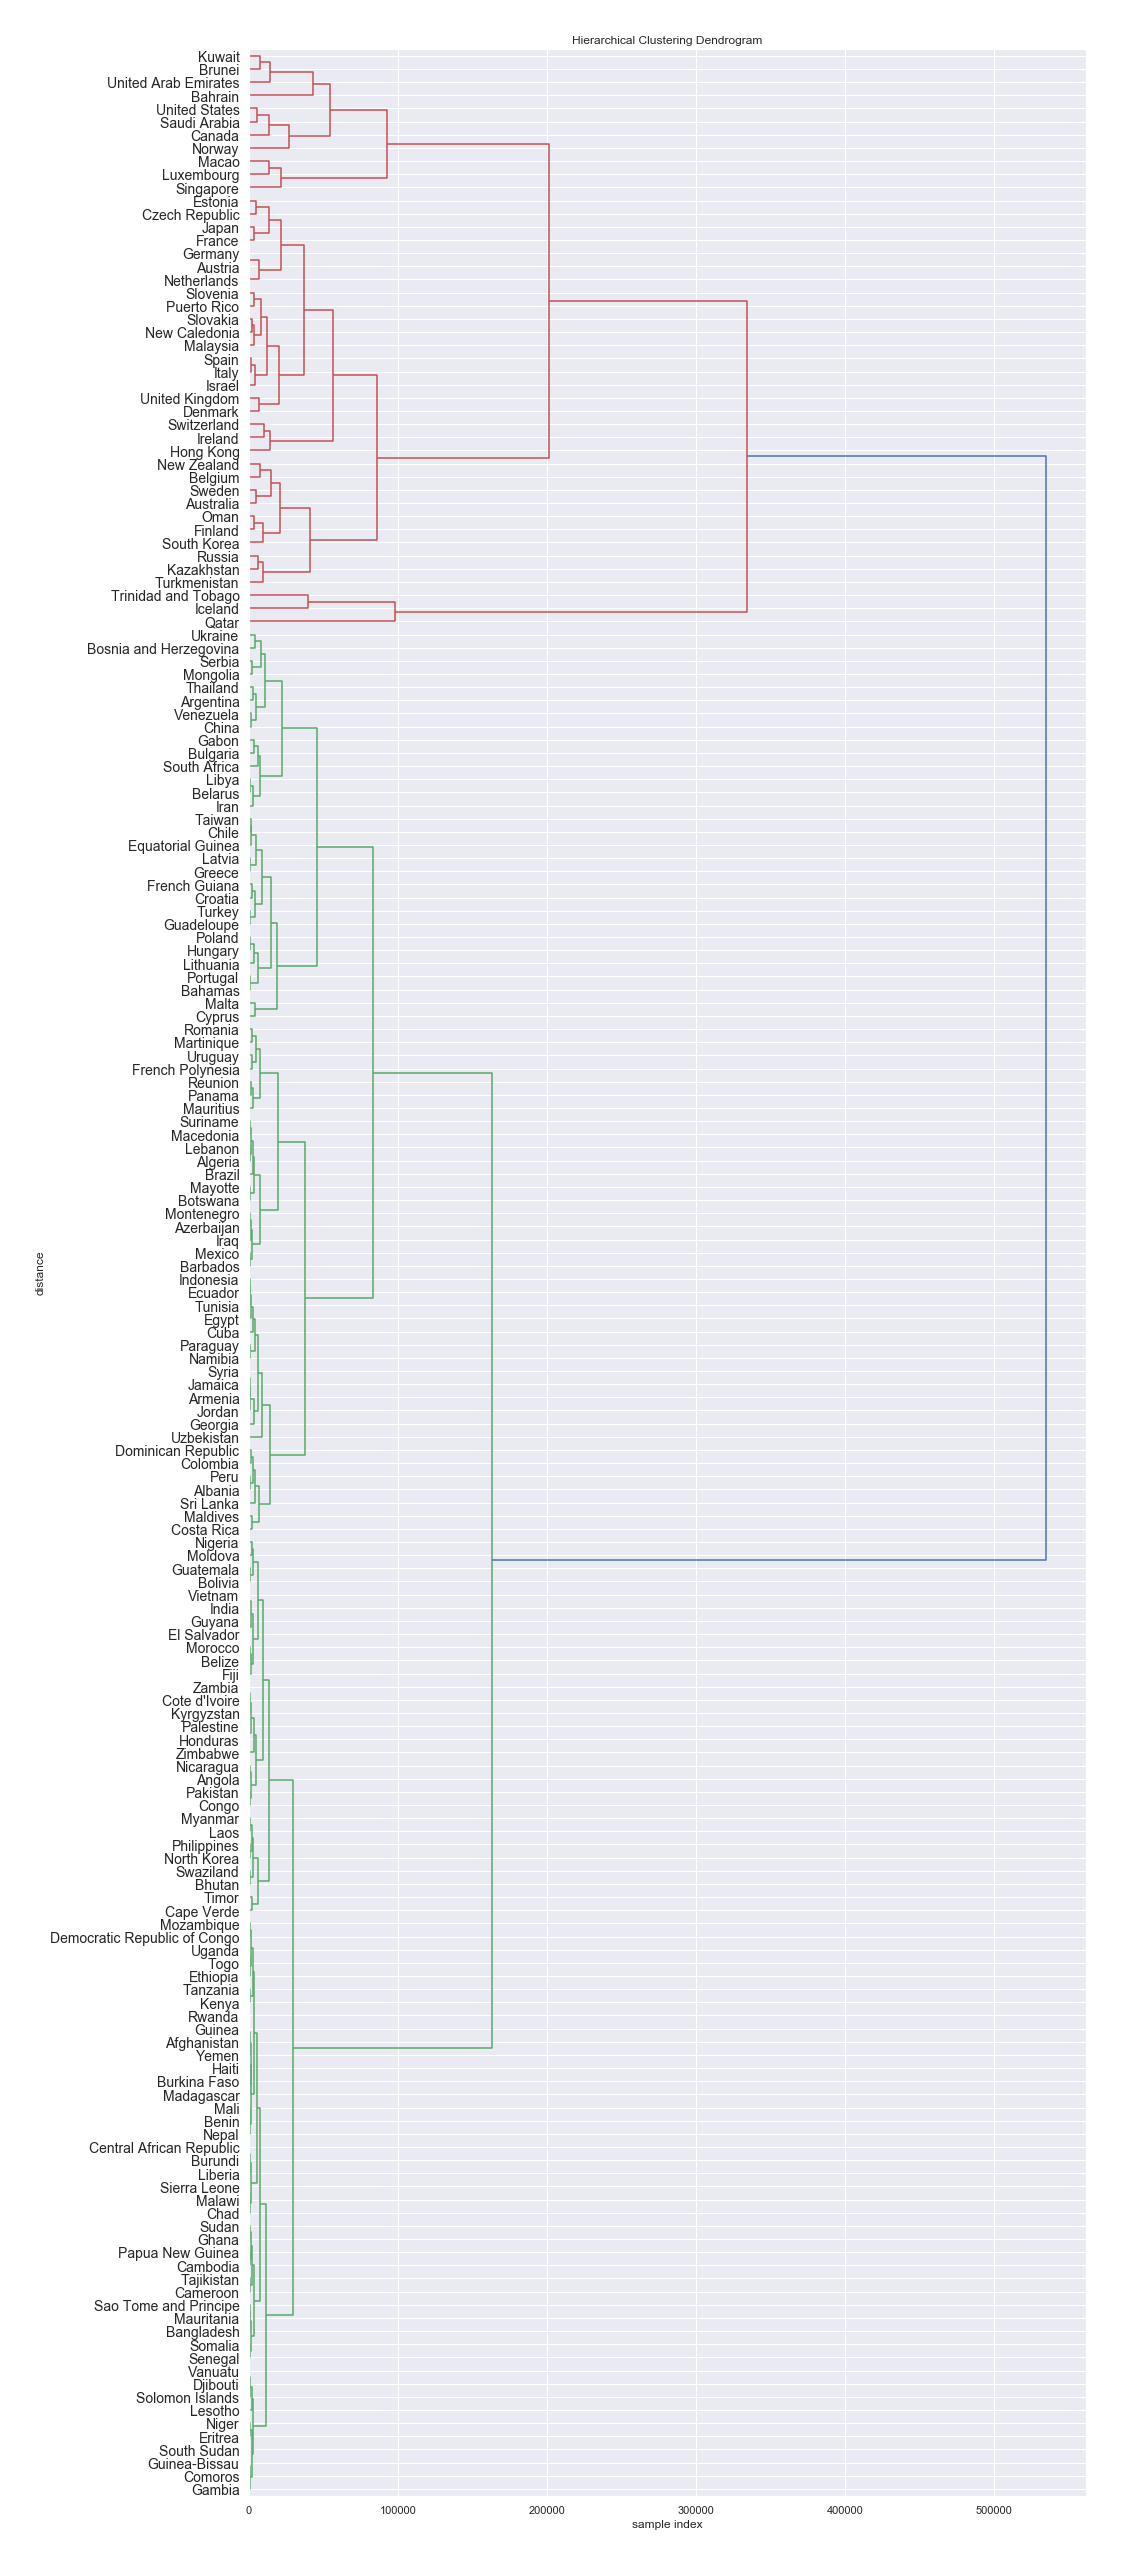 Hierarchical Clustering Dendrogram
Kuwait
Brunei
United Arab Emirates
Bahrain
United States
Saudi Arabia
Canada
Norway
Macao
Luxembourg
Singapore
Estonia
Czech Republic
Japan
France
Germany
Austria
Netherlands
Slovenia
Puerto Rico
Slovakia
New Caledonia
Malaysia
Spain
Italy
Israel
United Kingdom
Denmark
Switzerland
Ireland
Hong Kong
New Zealand
Belgium
Sweden
Australia
Oman
Finland
South Korea
Russia
Kazakhstan
Turkmenistan
Trinidad and Tobago
Iceland
Qatar
Ukraine
Bosnia and Herzegovina
Serbia
Mongolia
Thailand
Argentina
Venezuela
China
Gabon
Bulgaria
South Africa
Libya
Belarus
Iran
Taiwan
Chile
Equatorial Guinea
Latvia
Greece
French Guiana
Croatia
Turkey
Guadeloupe
Poland
Hungary
Lithuania
Portugal
Bahamas
Malta
Cyprus
Romania
Martinique
Uruguay
French Polynesia
Reunion
Panama
Mauritius
Suriname
Macedonia
Lebanon
Algeria
Brazil
Mayotte
Botswana
Montenegro
Azerbaijan
Iraq
Mexico
Barbados
Indonesia
Ecuador
Tunisia
Egypt
Cuba
Paraguay
Namibia
Syria
Jamaica
Armenia
Jordan
Georgia
Uzbekistan
Dominican Republic
Colombia
Peru
Albania
Sri Lanka
Maldives
Costa Rica
Nigeria
Moldova
Guatemala
Bolivia
Vietnam
India
Guyana
El Salvador
Morocco
Belize
Fiji
Zambia
Cote d'Ivoire
Kyrgyzstan
Palestine
Honduras
Zimbabwe
Nicaragua
Angola
Pakistan
Congo
Myanmar
Laos
Philippines
North Korea
Swaziland
Bhutan
Timor
Cape Verde
Mozambique
Democratic Republic of Congo
Uganda
Togo
Ethiopia
Tanzania
Kenya
Rwanda
Guinea
Afghanistan
Yemen
Haiti
Burkina Faso
Madagascar
Mali
Benin
Nepal
Central African Republic
Burundi
Liberia
Sierra Leone
Malawi
Chad
Sudan
Ghana
Papua New Guinea
Cambodia
Tajikistan
Cameroon
Sao Tome and Principe
Mauritania
Bangladesh
Somalia
Senegal
Vanuatu
Djibouti
Solomon Islands
Lesotho
Niger
Eritrea
South Sudan
Guinea-Bissau
Comoros
Gambia
distance
0 100000 200000 300000 400000 500000
sample index